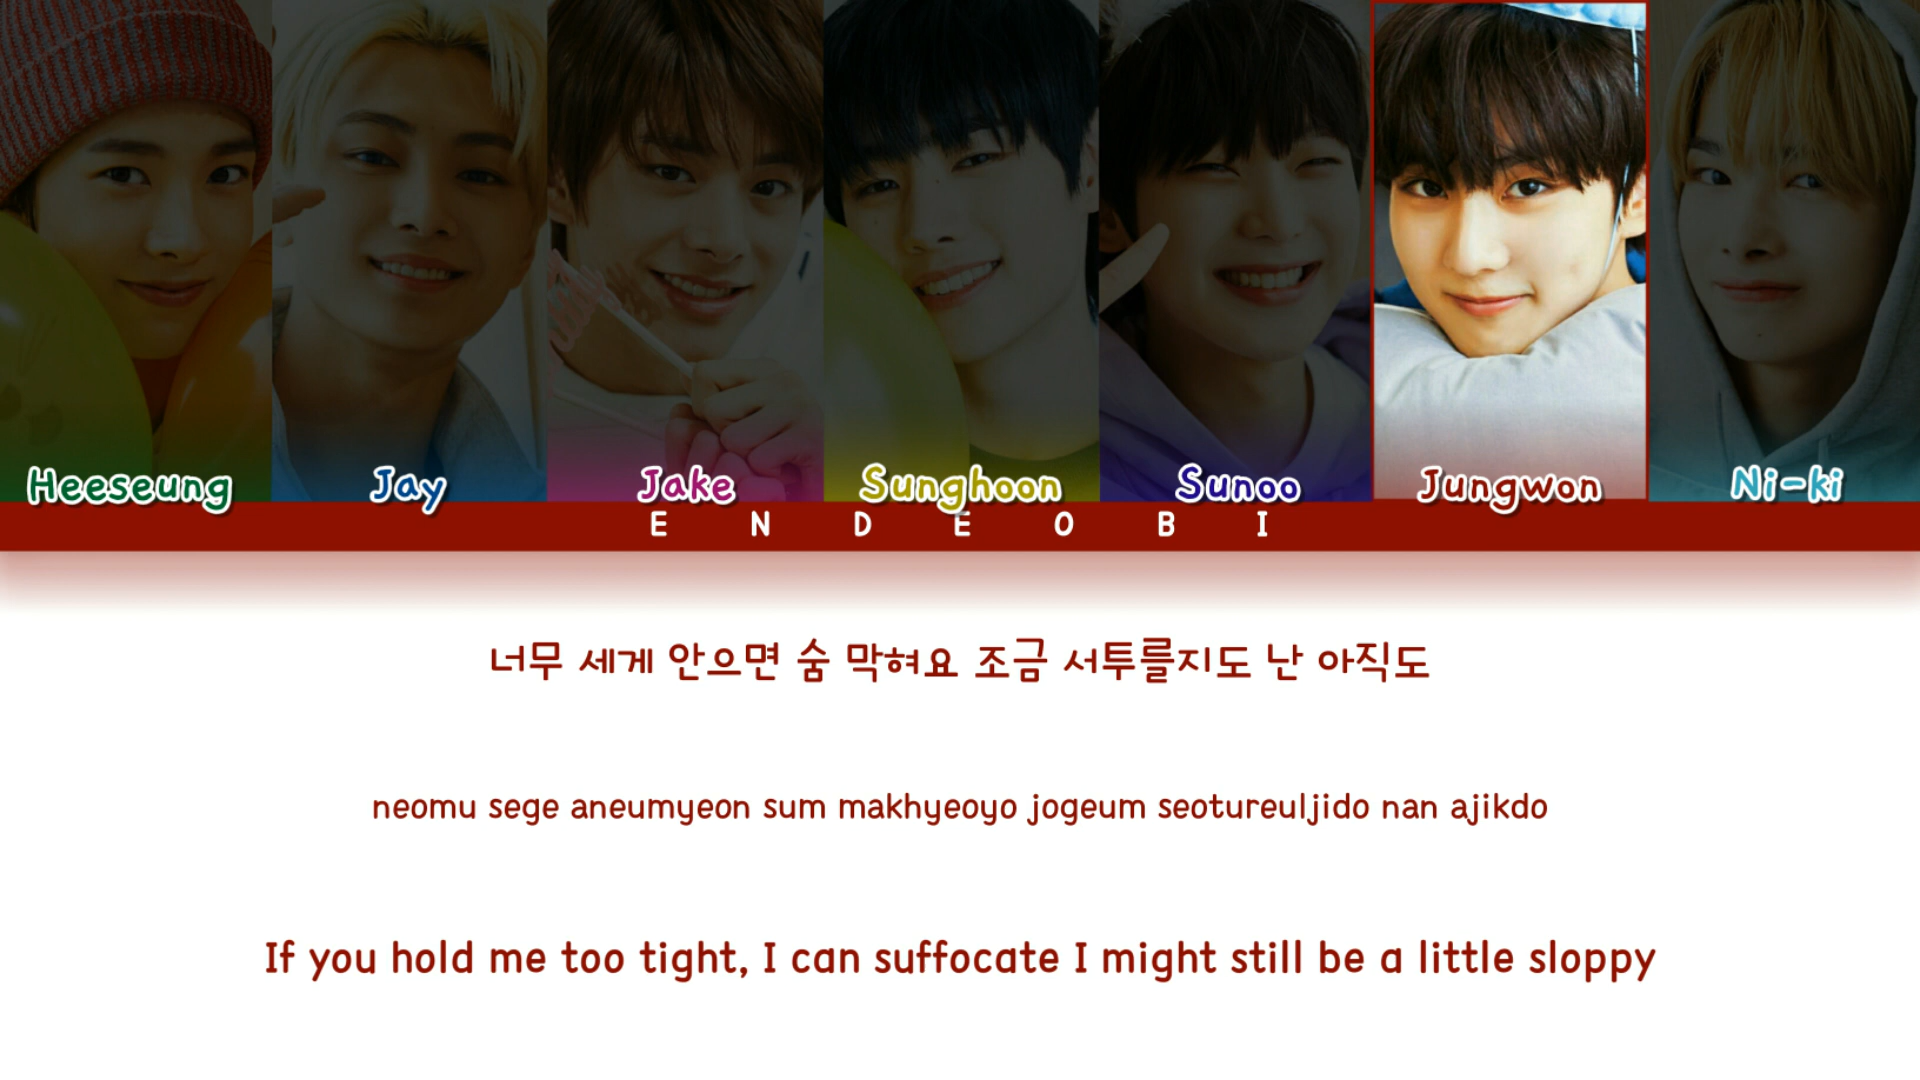 Heeseung Jay Jake Sunghoon Sunoo Jungwon Ni-ki
E N D E O B I
너무 세게 안으면 숨 막혀요 조금 서투를지도 난 아직도
neomu sege aneumyeon sum makhyeoyo jogeum seotureuljido nan ajikdo
If you hold me too tight, I can suffocate I might still be a little sloppy